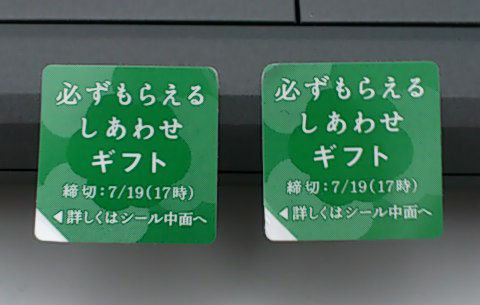 必ずもらえる
しあわせ
ギフト
締切:7/19(17時)
◀詳しくはシール中面へ
必ずもらえる
しあわせ
ギフト
締切:7/19(17時)
◀詳しくはシール中面へ